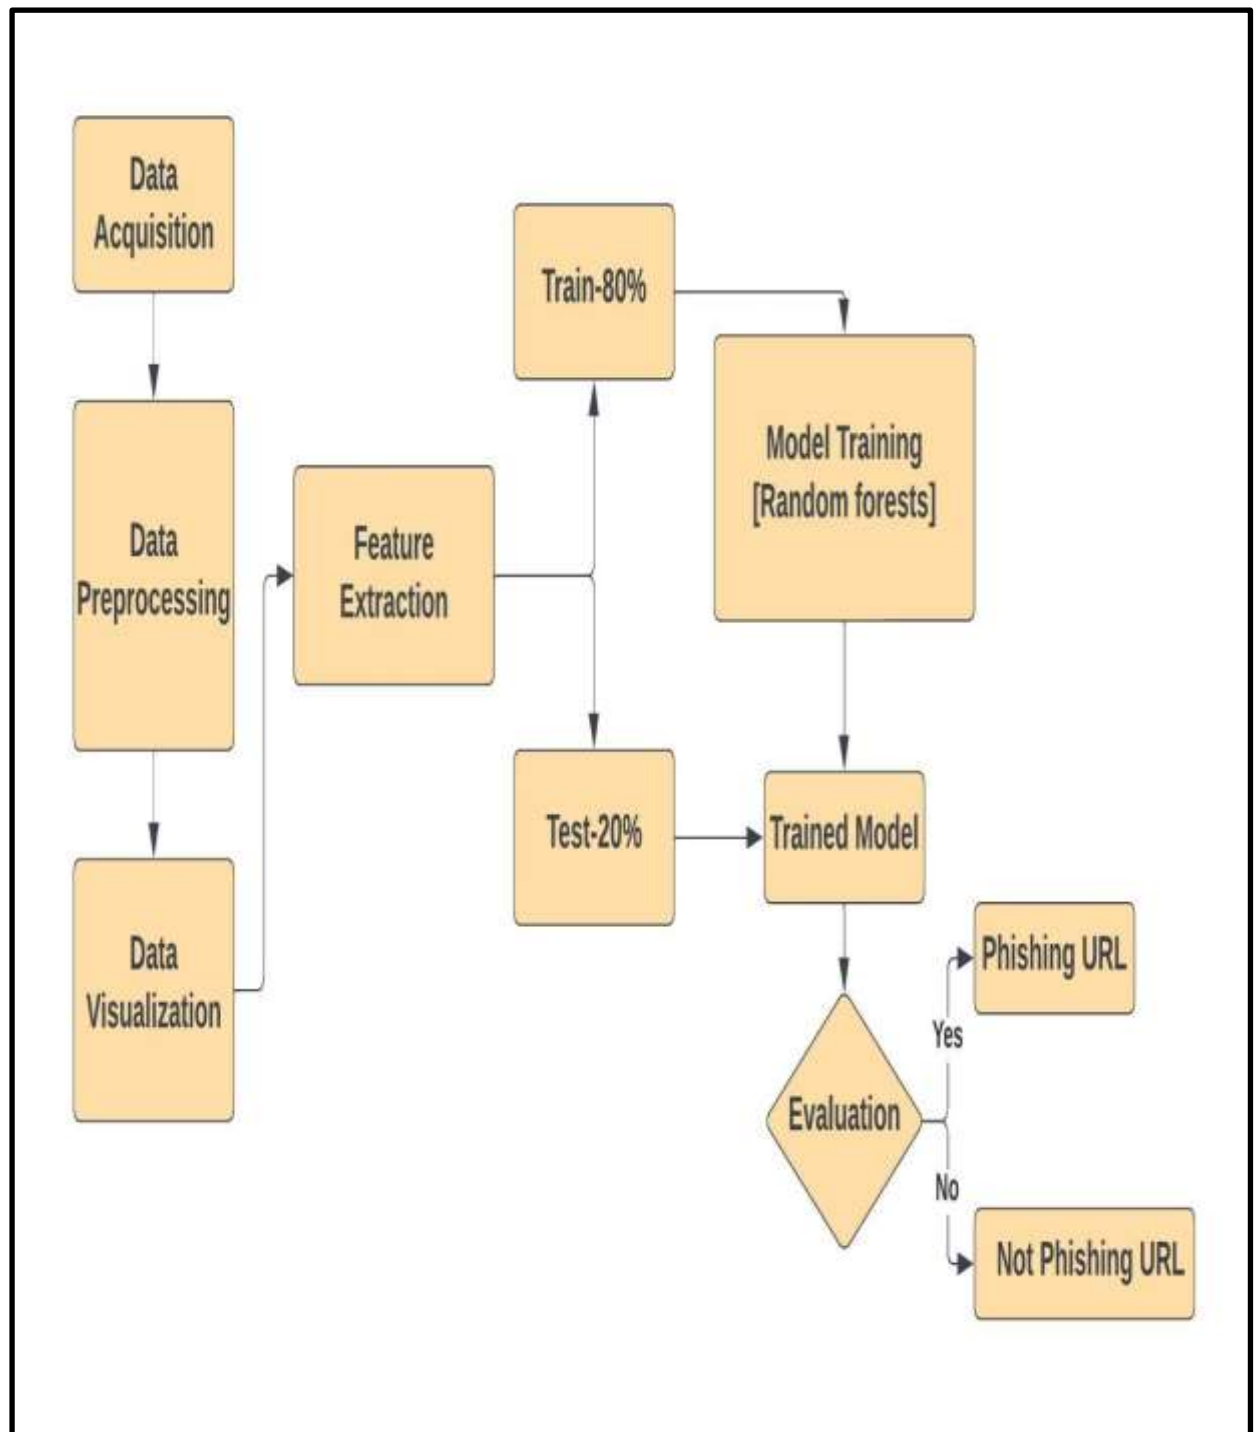 Data
Acquisition
Data
Preprocessing
Data
Visualization
Feature
Extraction
Train-80%
Test-20%
Model Training
[Random forests]
Trained Model
Evaluation
Yes
Phishing URL
No
Not Phishing URL